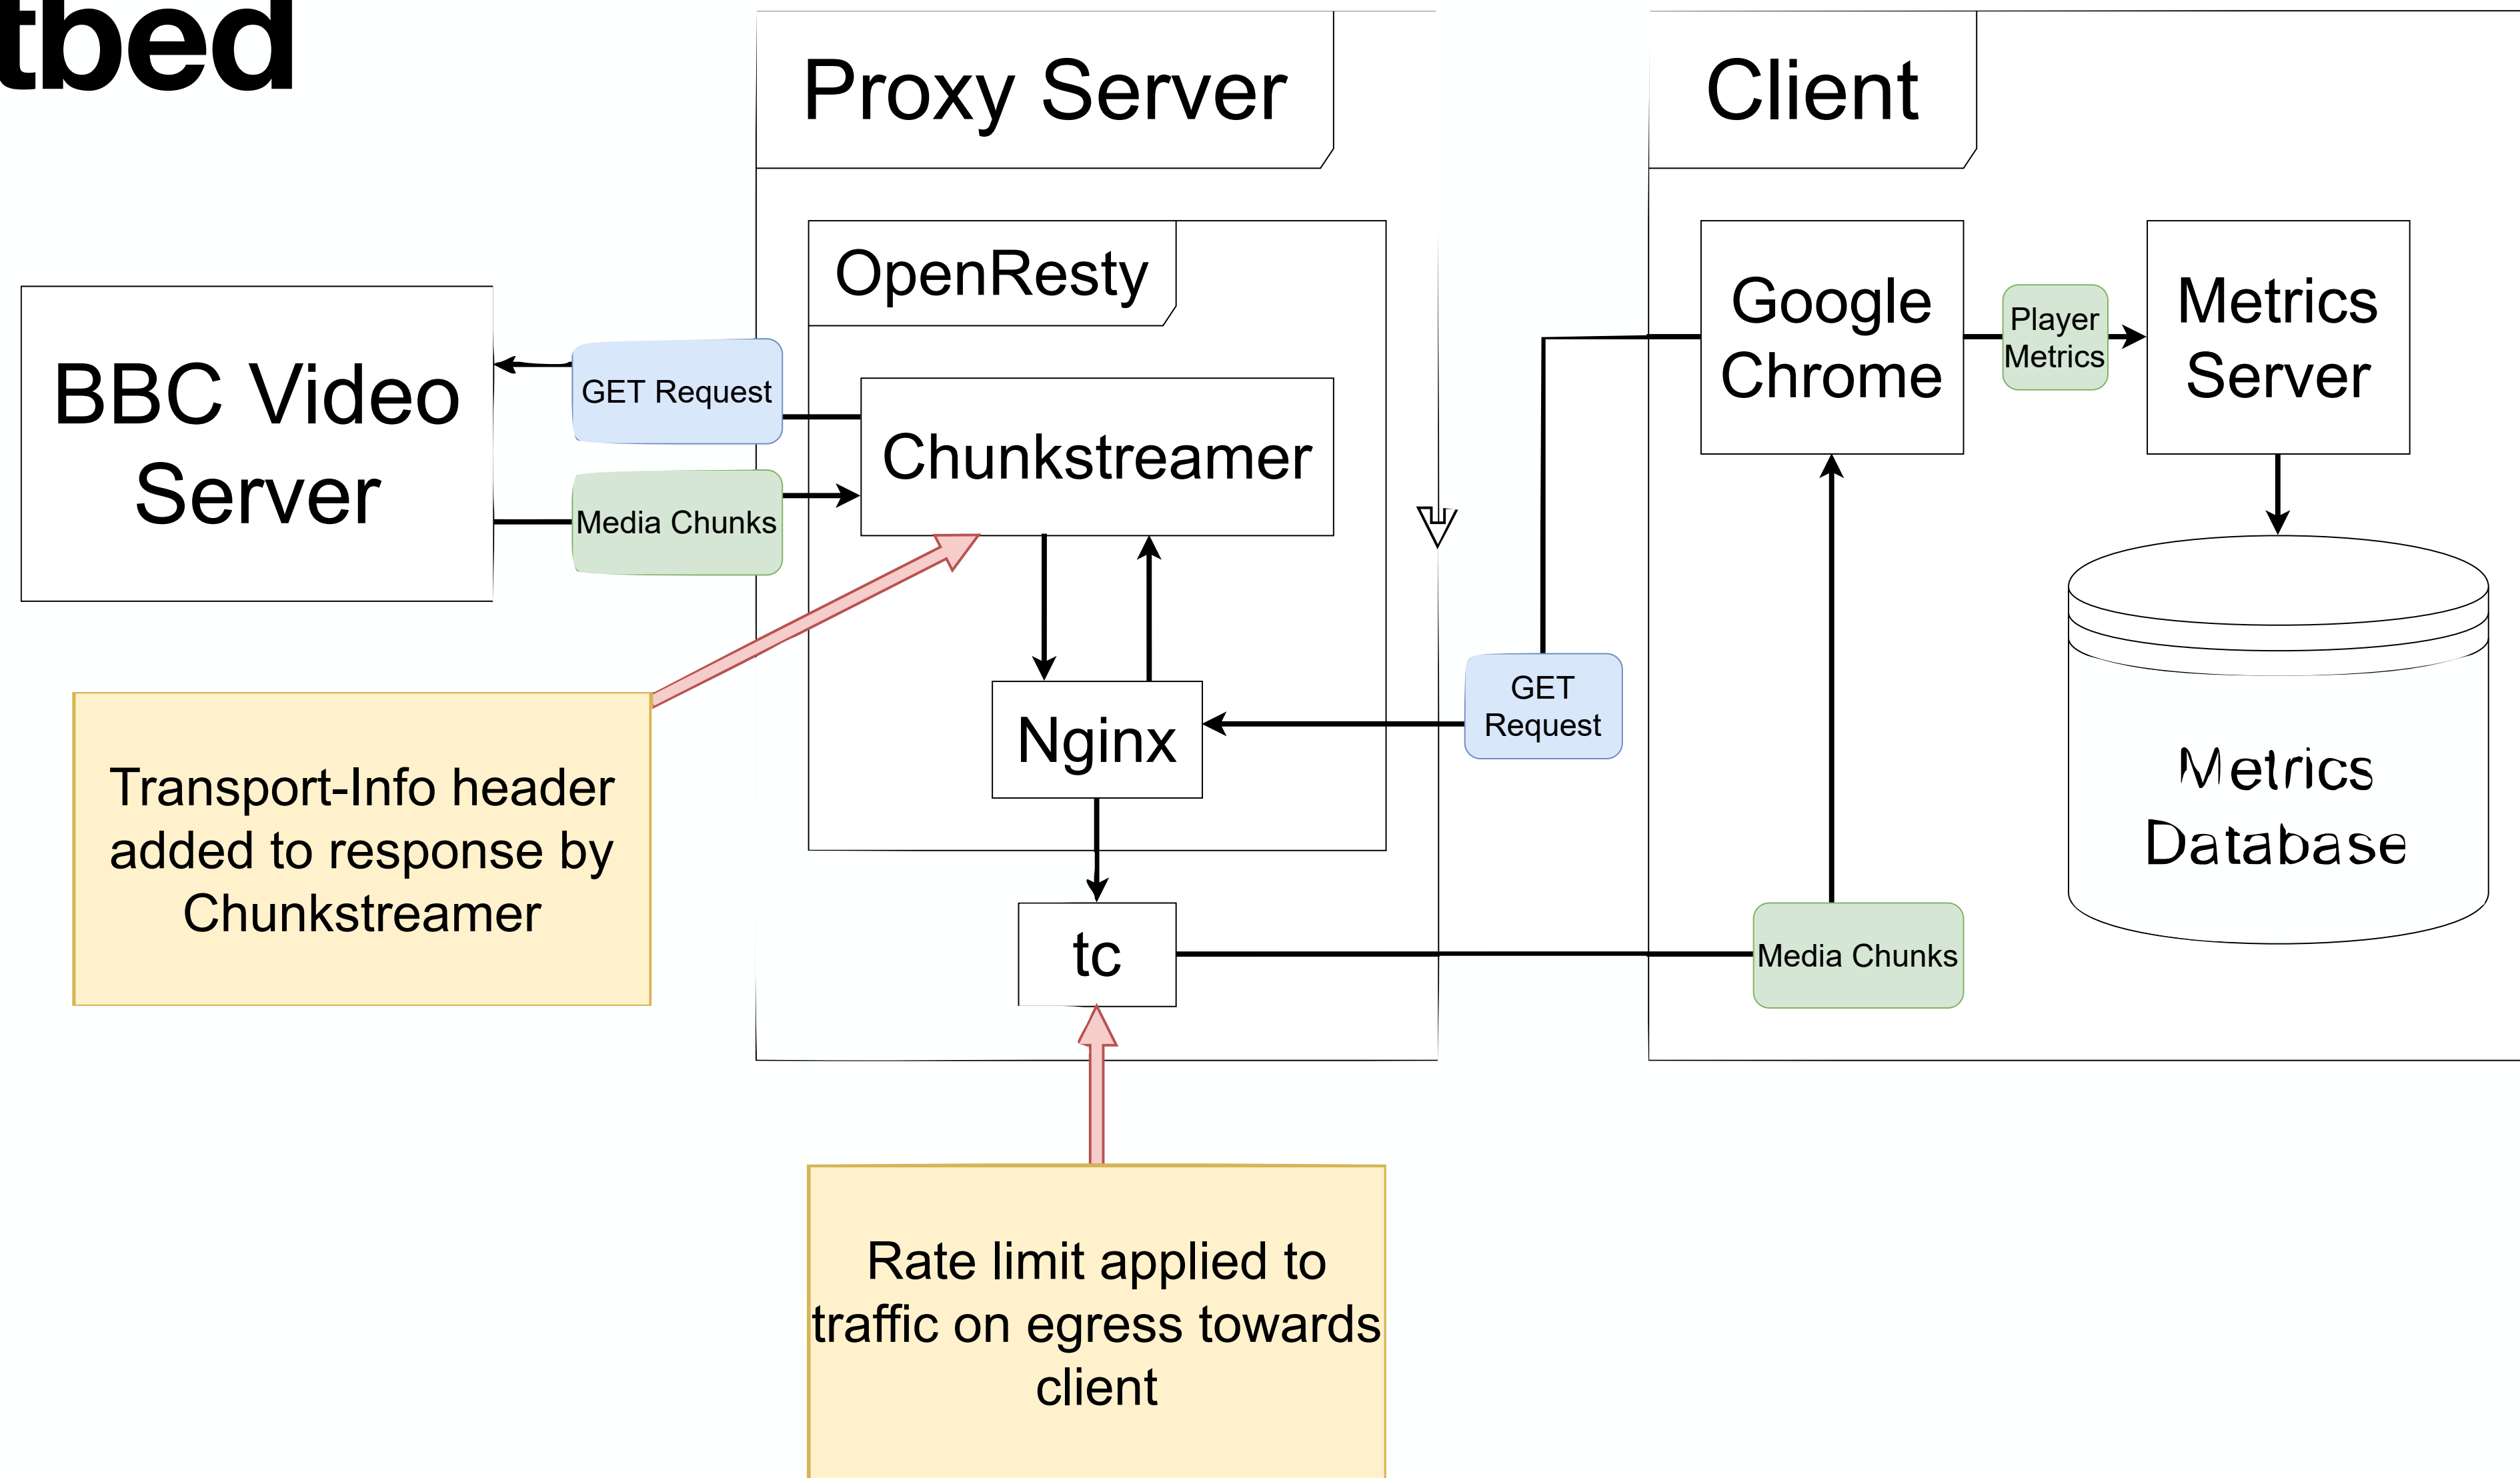 tbed
Proxy Server
Client
OpenResty
BBC Video
Server
GET Request
Media Chunks
Chunkstreamer
Google
Chrome
Player
Metrics
Metrics
Server
Nginx
GET
Request
Transport-Info header
added to response by
Chunkstreamer
Metrics
Database
tc
Media Chunks
Rate limit applied to
traffic on egress towards
client